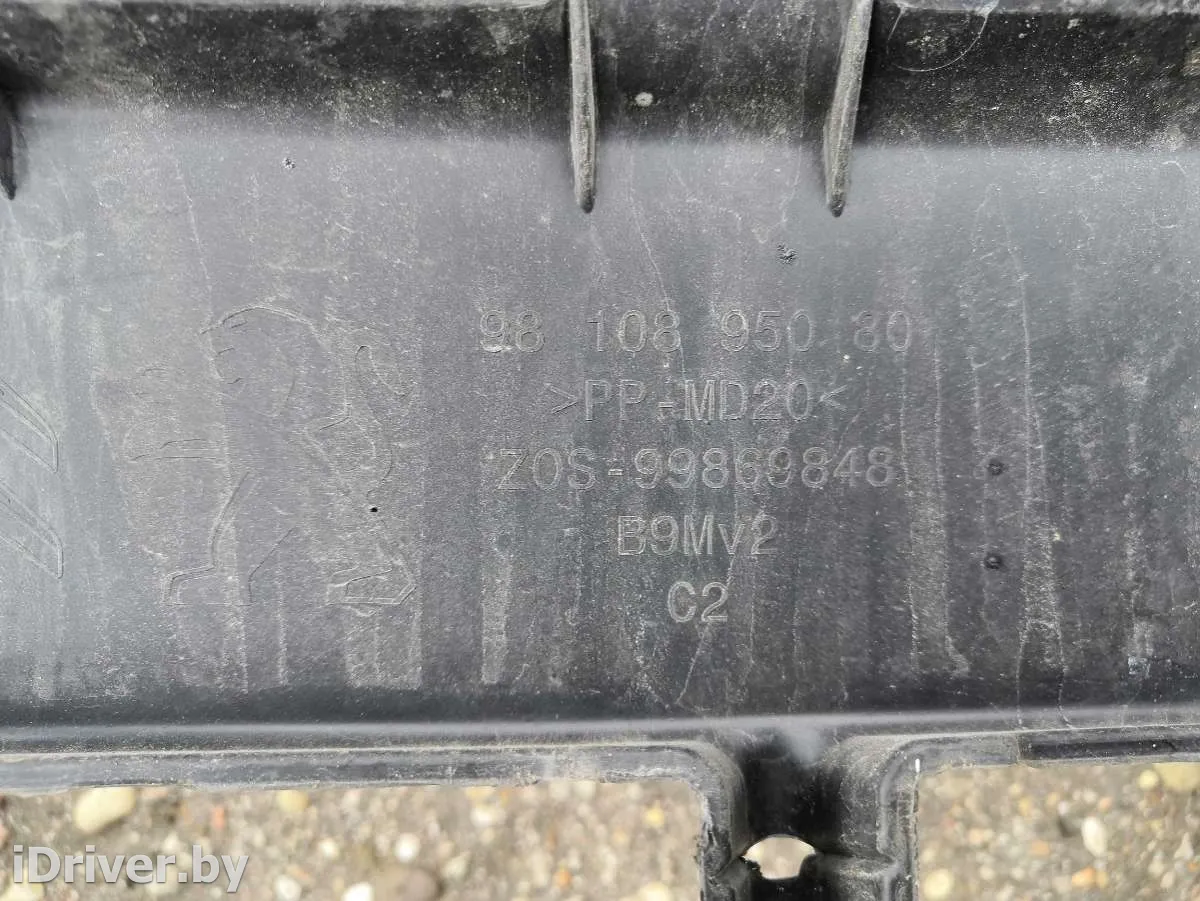 98 108 950 80
>PP-MD20<
ZOS-99869848
B9Mv2
C2
iDriver.by